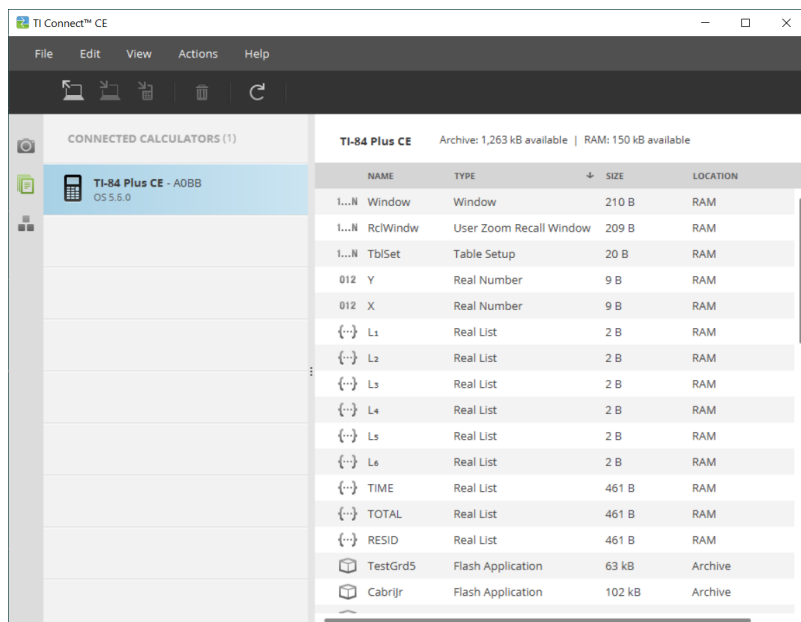 TI Connect™ CE
File Edit View Actions Help
CONNECTED CALCULATORS (1)
TI-84 Plus CE - A0BB
OS 5.6.0
TI-84 Plus CE Archive: 1,263 kB available | RAM: 150 kB available
NAME TYPE SIZE LOCATION
1...N Window Window 210 B RAM
1...N RclWindw User Zoom Recall Window 209 B RAM
1...N TblSet Table Setup 20 B RAM
012 Y Real Number 9 B RAM
012 X Real Number 9 B RAM
{...} L₁ Real List 2 B RAM
{...} L₂ Real List 2 B RAM
{...} L₃ Real List 2 B RAM
{...} L₄ Real List 2 B RAM
{...} L₅ Real List 2 B RAM
{...} L₆ Real List 2 B RAM
{...} TIME Real List 461 B RAM
{...} TOTAL Real List 461 B RAM
{...} RESID Real List 461 B RAM
TestGrd5 Flash Application 63 kB Archive
CabriJr Flash Application 102 kB Archive